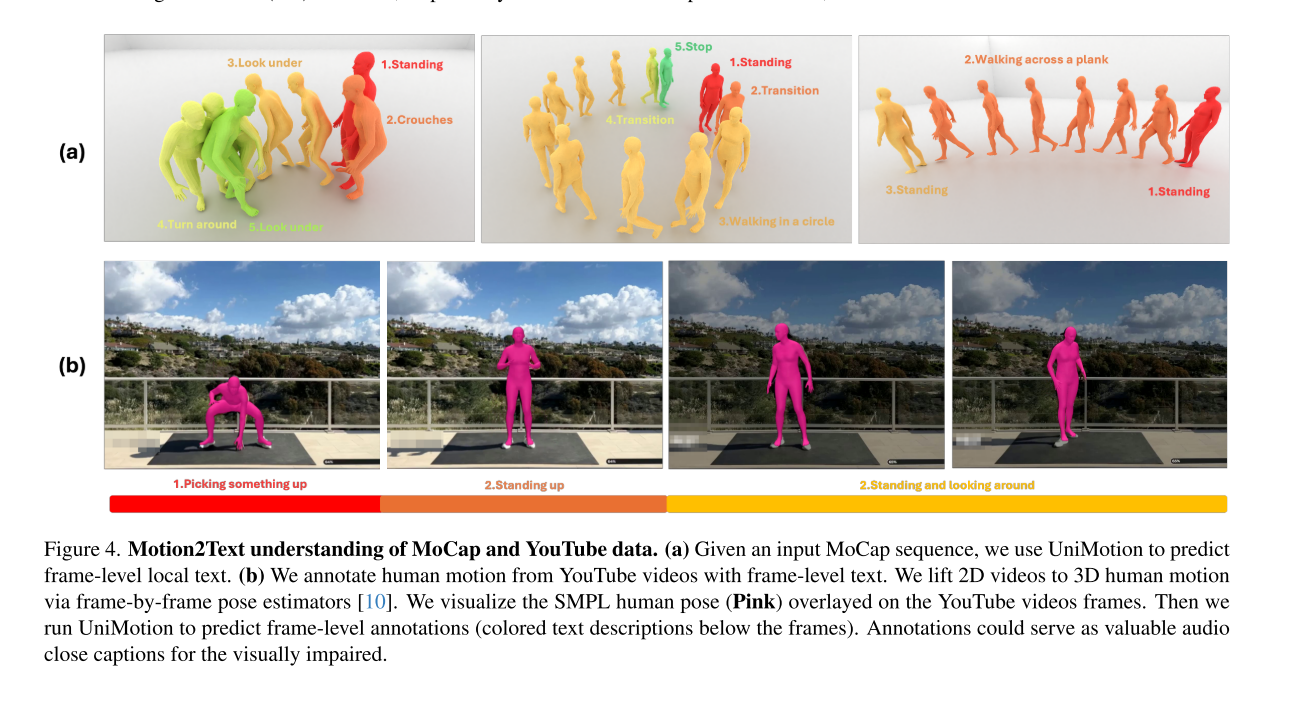 (a)
3.Look under
1.Standing
2.Crouches
4.Turn around
5.Look under
5.Stop
1.Standing
2.Transition
4.Transition
3.Walking in a circle
2.Walking across a plank
3.Standing
1.Standing
(b)
1.Picking something up
2.Standing up
2.Standing and looking around
Figure 4. Motion2Text understanding of MoCap and YouTube data. (a) Given an input MoCap sequence, we use UniMotion to predict
frame-level local text. (b) We annotate human motion from YouTube videos with frame-level text. We lift 2D videos to 3D human motion
via frame-by-frame pose estimators [10]. We visualize the SMPL human pose (Pink) overlayed on the YouTube videos frames. Then we
run UniMotion to predict frame-level annotations (colored text descriptions below the frames). Annotations could serve as valuable audio
close captions for the visually impaired.